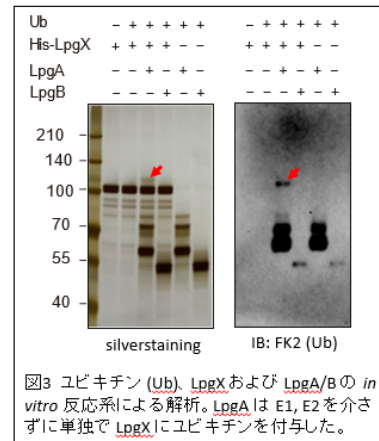 Ub - + + + + + - + + + + +
His-LpgX + + + + - - + + + + - -
LpgA - - + - + - - - + - + -
LpgB - - - + - + - - - + - +
210
140
100
70
55
40
silverstaining IB: FK2 (Ub)
図3 ユビキチン (Ub)、LpgXおよび LpgA/Bの in
vitro 反応系による解析。LpgA は E1, E2 を介さ
ずに単独で LpgXにユビキチンを付与した。